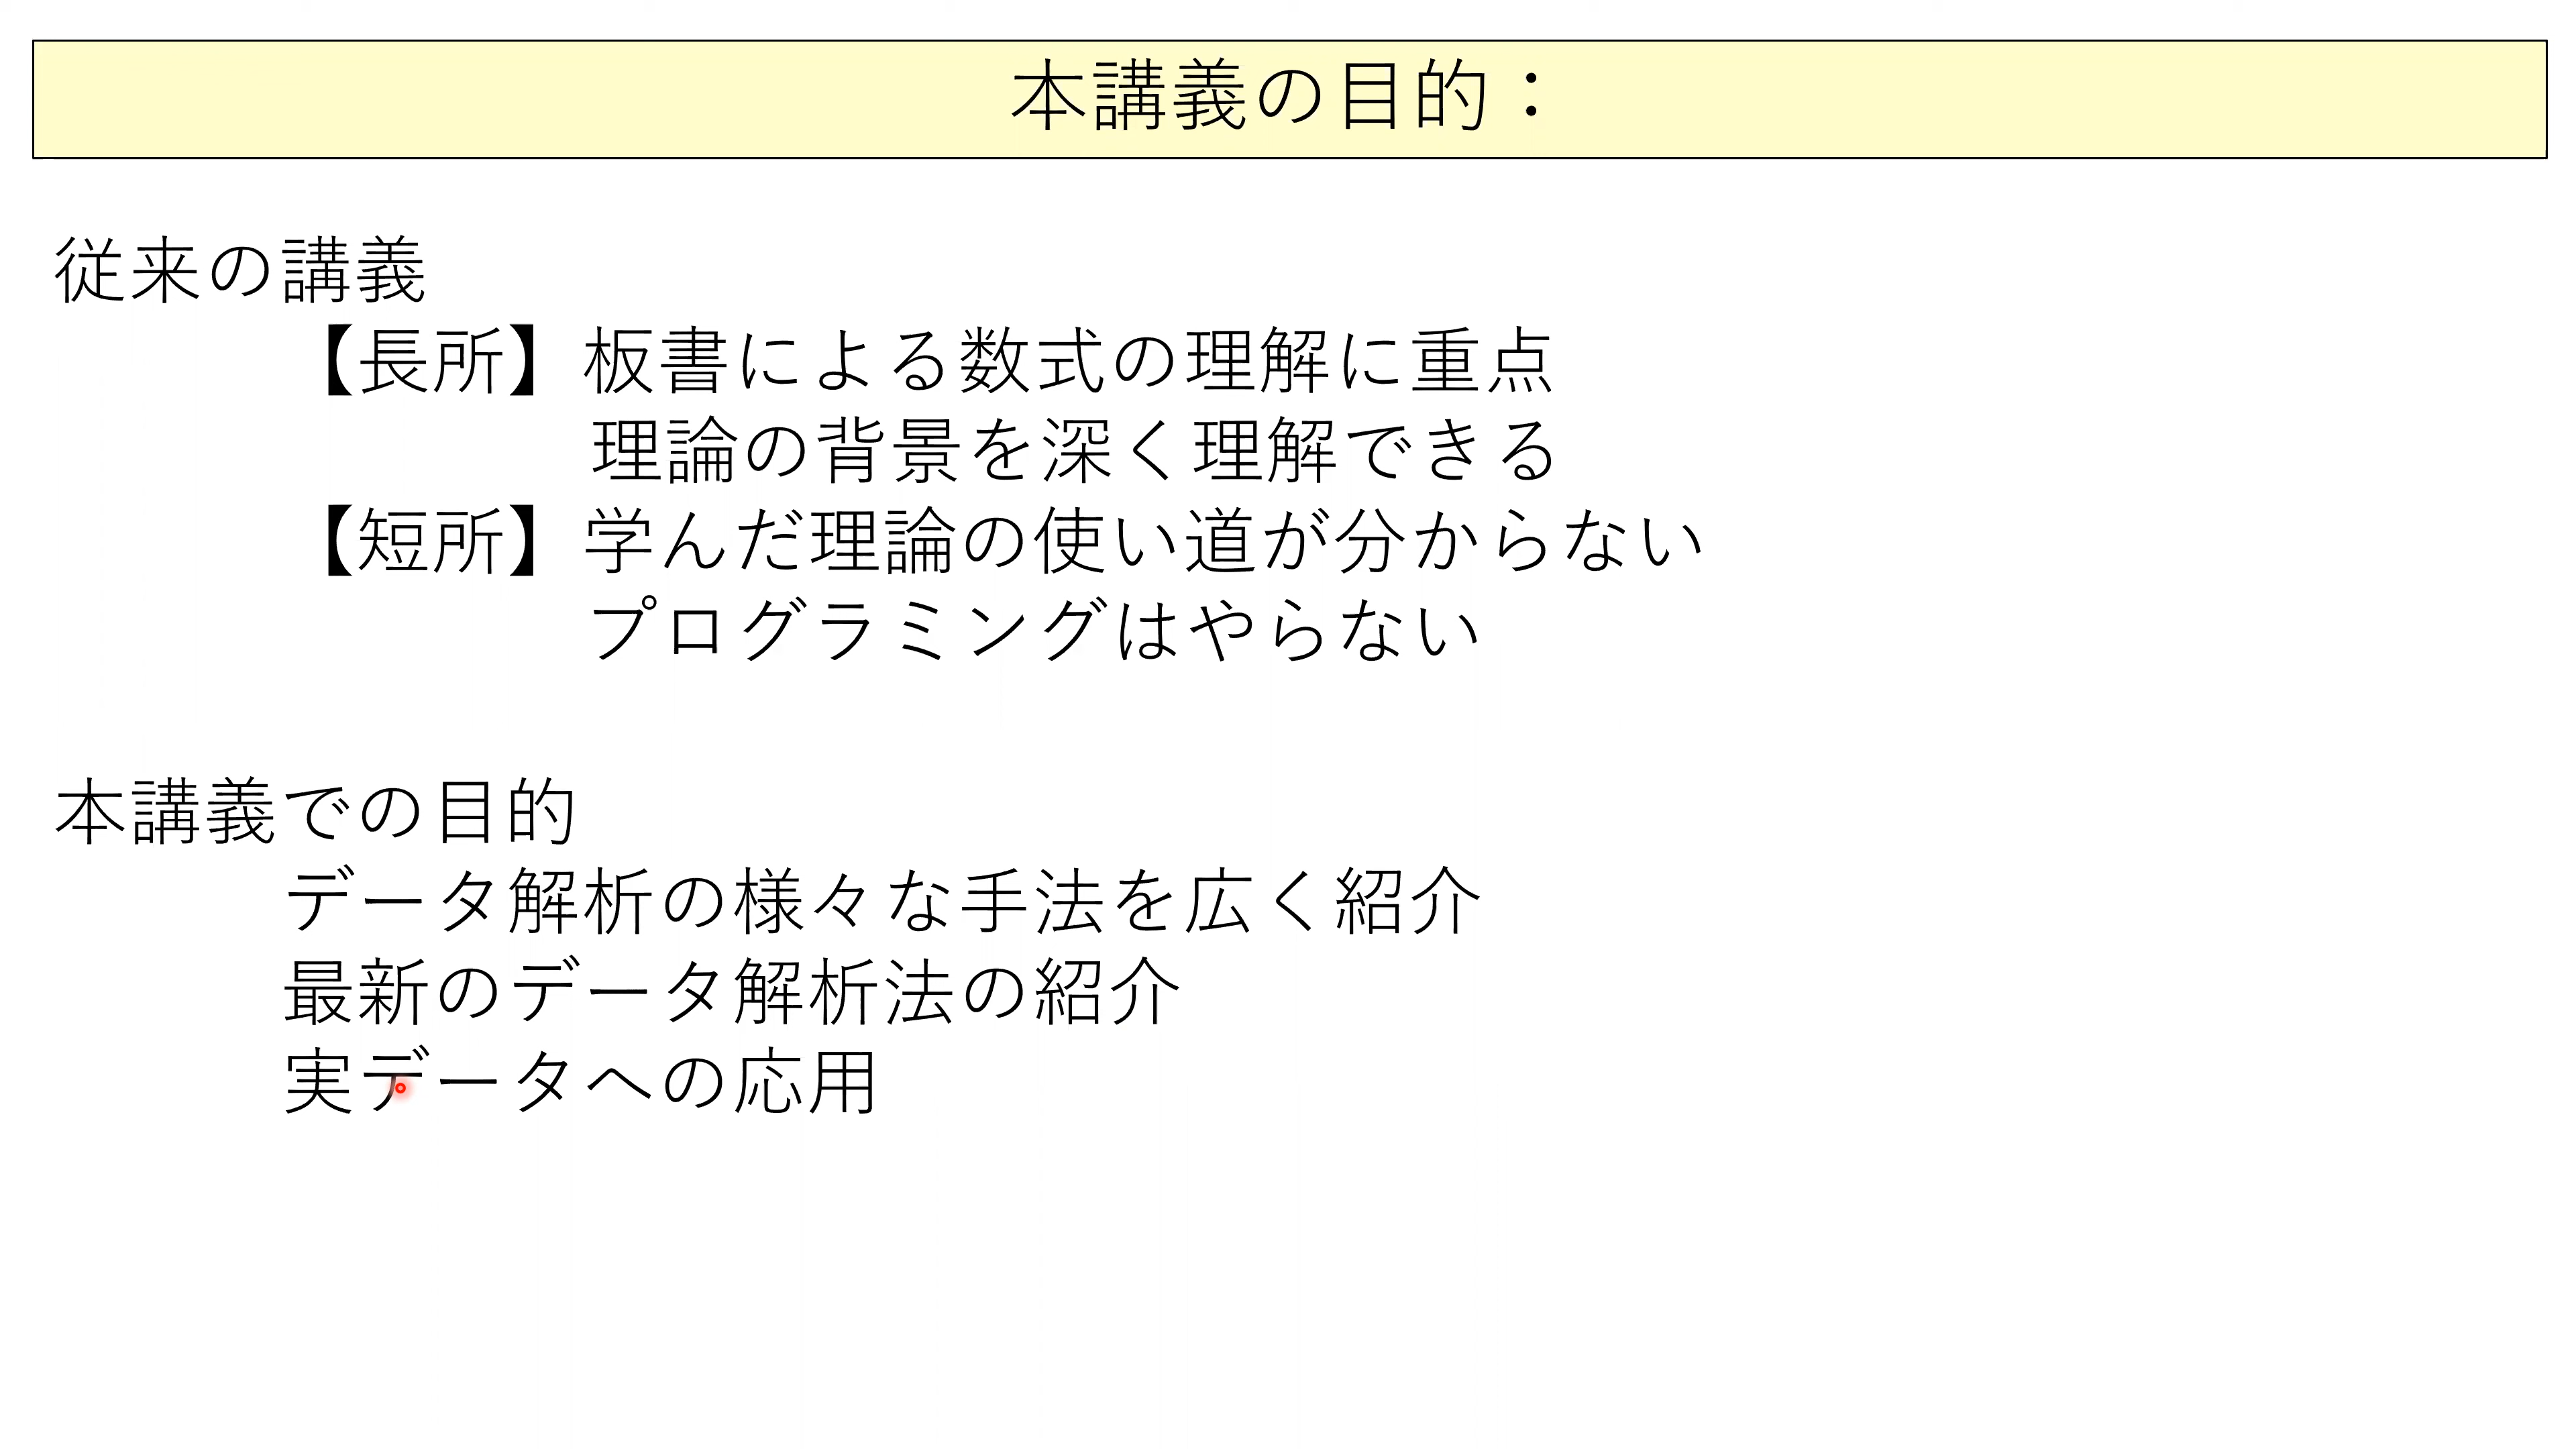 本講義の目的：
従来の講義
【長所】板書による数式の理解に重点
理論の背景を深く理解できる
【短所】学んだ理論の使い道が分からない
プログラミングはやらない
本講義での目的
データ解析の様々な手法を広く紹介
最新のデータ解析法の紹介
実データへの応用